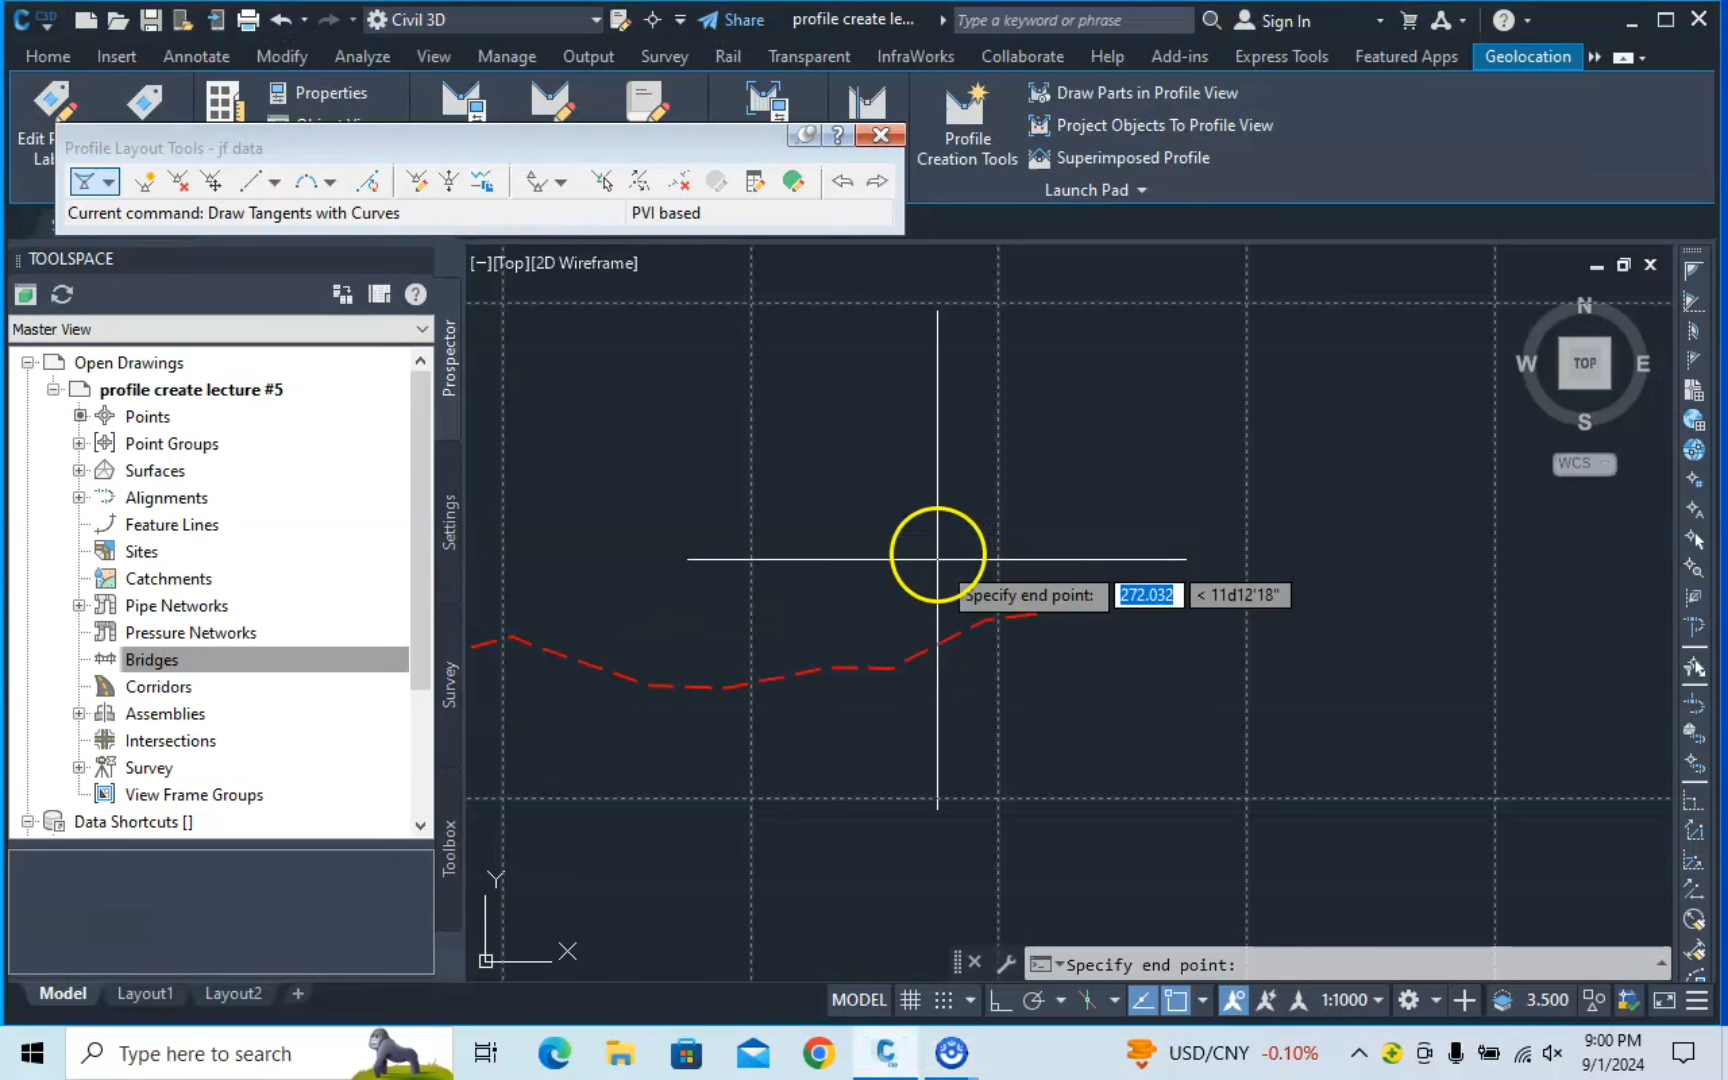 C3D
Civil 3D
Share
profile create le...
Type a keyword or phrase
Sign In
Home
Insert
Annotate
Modify
Analyze
View
Manage
Output
Survey
Rail
Transparent
InfraWorks
Collaborate
Help
Add-ins
Express Tools
Featured Apps
Geolocation
Properties
Profile
Creation Tools
Draw Parts in Profile View
Project Objects To Profile View
Superimposed Profile
Launch Pad
Profile Layout Tools - jf data
Current command: Draw Tangents with Curves
PVI based
TOOLSPACE
Master View
Open Drawings
profile create lecture #5
Points
Point Groups
Surfaces
Alignments
Feature Lines
Sites
Catchments
Pipe Networks
Pressure Networks
Bridges
Corridors
Assemblies
Intersections
Survey
View Frame Groups
Data Shortcuts []
Prospector
Settings
Survey
Toolbox
[−][Top][2D Wireframe]
N
W
TOP
E
S
WCS
Specify end point:
272.032
< 11d12'18"
Y
X
Specify end point:
Model
Layout1
Layout2
+
MODEL
1:1000
3.500
Type here to search
USD/CNY -0.10%
9:00 PM
9/1/2024